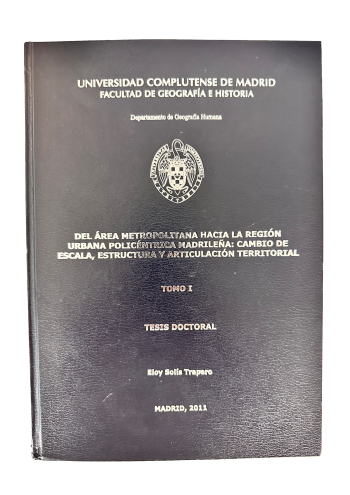 UNIVERSIDAD COMPLUTENSE DE MADRID
FACULTAD DE GEOGRAFÍA E HISTORIA
Departamento de Geografía Humana
DEL ÁREA METROPOLITANA HACIA LA REGIÓN
URBANA POLICÉNTRICA MADRILEÑA: CAMBIO DE
ESCALA, ESTRUCTURA Y ARTICULACIÓN TERRITORIAL
TOMO I
TESIS DOCTORAL
Eloy Solís Trapero
MADRID, 2011